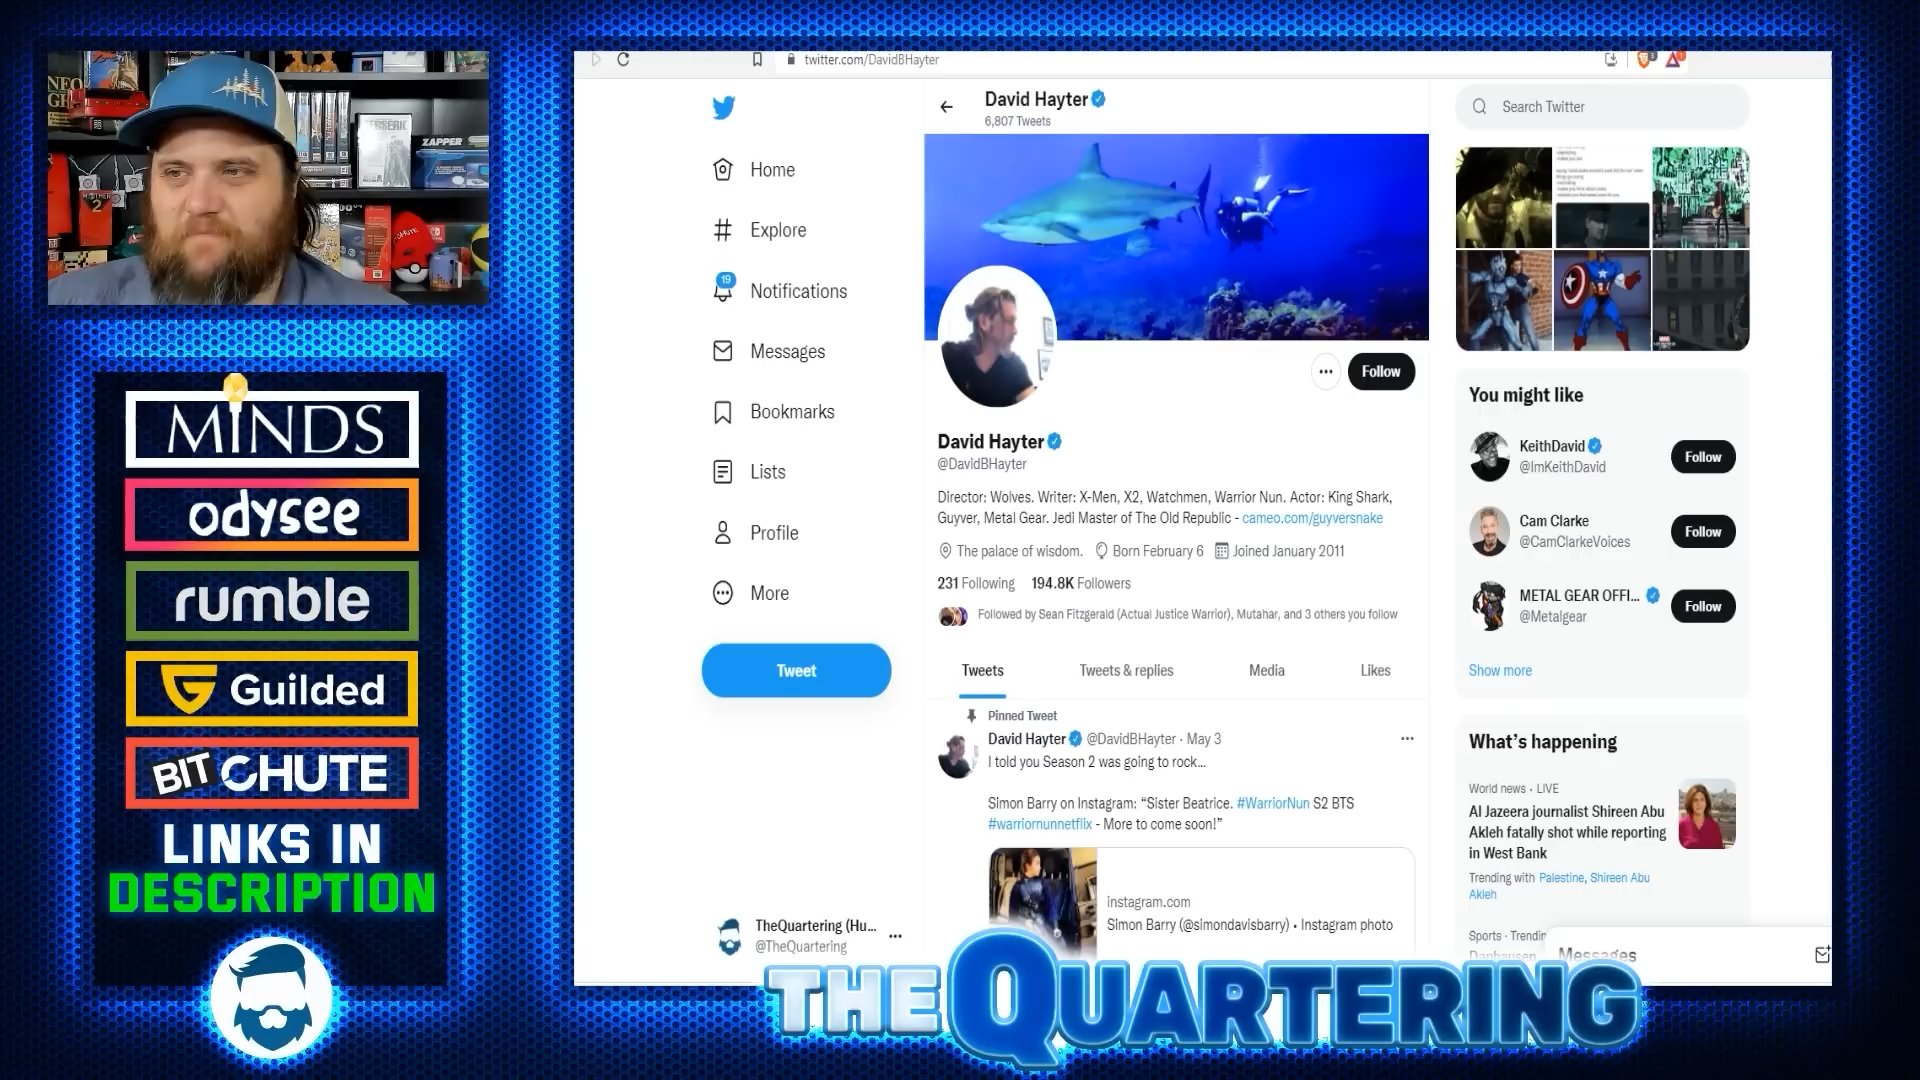 NEO
ZAPPER
MOTHER
2
MINDS
odysee
rumble
Guilded
BITCHUTE
LINKS IN
DESCRIPTION
twitter.com/DavidBHayter
David Hayter
6,807 Tweets
Home
Explore
19
Notifications
Messages
Bookmarks
Lists
Profile
More
Tweet
TheQuartering (Hu...
@TheQuartering
Follow
David Hayter
@DavidBHayter
Director: Wolves. Writer: X-Men, X2, Watchmen, Warrior Nun. Actor: King Shark,
Guyver, Metal Gear. Jedi Master of The Old Republic - cameo.com/guyversnake
The palace of wisdom. Born February 6 Joined January 2011
231 Following 194.8K Followers
Followed by Sean Fitzgerald (Actual Justice Warrior), Mutahar, and 3 others you follow
Tweets Tweets & replies Media Likes
Pinned Tweet
David Hayter @DavidBHayter · May 3
I told you Season 2 was going to rock...
Simon Barry on Instagram: “Sister Beatrice. #WarriorNun S2 BTS
#warriornunnetflix - More to come soon!”
instagram.com
Simon Barry (@simondavisbarry) • Instagram photo
Search Twitter
You might like
KeithDavid
@ImKeithDavid
Follow
Cam Clarke
@CamClarkeVoices
Follow
METAL GEAR OFFI...
@Metalgear
Follow
Show more
What’s happening
World news · LIVE
Al Jazeera journalist Shireen Abu
Akleh fatally shot while reporting
in West Bank
Trending with Palestine, Shireen Abu
Akleh
Sports · Trendin
Danhausen
Messages
THE QUARTERING